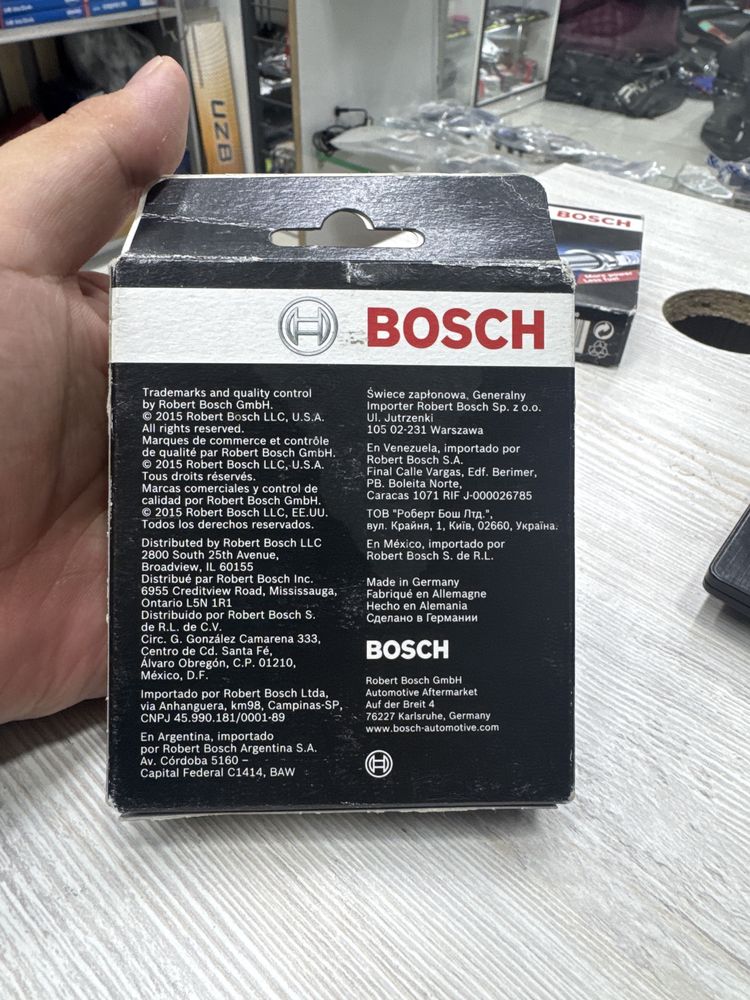 UZB
BOSCH
More power
Less fuel
BOSCH
Trademarks and quality control
by Robert Bosch GmbH.
© 2015 Robert Bosch LLC, U.S.A.
All rights reserved.
Marques de commerce et contrôle
de qualité par Robert Bosch GmbH.
© 2015 Robert Bosch LLC, U.S.A.
Tous droits réservés.
Marcas comerciales y control de
calidad por Robert Bosch GmbH.
© 2015 Robert Bosch LLC, EE.UU.
Todos los derechos reservados.
Distributed by Robert Bosch LLC
2800 South 25th Avenue,
Broadview, IL 60155
Distribué par Robert Bosch Inc.
6955 Creditview Road, Mississauga,
Ontario L5N 1R1
Distribuido por Robert Bosch S.
de R.L. de C.V.
Circ. G. González Camarena 333,
Centro de Cd. Santa Fé,
Álvaro Obregón, C.P. 01210,
México, D.F.
Importado por Robert Bosch Ltda,
via Anhanguera, km98, Campinas-SP,
CNPJ 45.990.181/0001-89
En Argentina, importado
por Robert Bosch Argentina S.A.
Av. Córdoba 5160 –
Capital Federal C1414, BAW
Świece zapłonowa, Generalny
Importer Robert Bosch Sp. z o.o.
Ul. Jutrzenki
105 02-231 Warszawa
En Venezuela, importado por
Robert Bosch S.A.
Final Calle Vargas, Edf. Berimer,
PB. Boleita Norte,
Caracas 1071 RIF J-000026785
ТОВ "Роберт Бош Лтд.",
вул. Крайня, 1, Київ, 02660, Україна.
En México, importado por
Robert Bosch S. de R.L.
Made in Germany
Fabriqué en Allemagne
Hecho en Alemania
Сделано в Германии
BOSCH
Robert Bosch GmbH
Automotive Aftermarket
Auf der Breit 4
76227 Karlsruhe, Germany
www.bosch-automotive.com